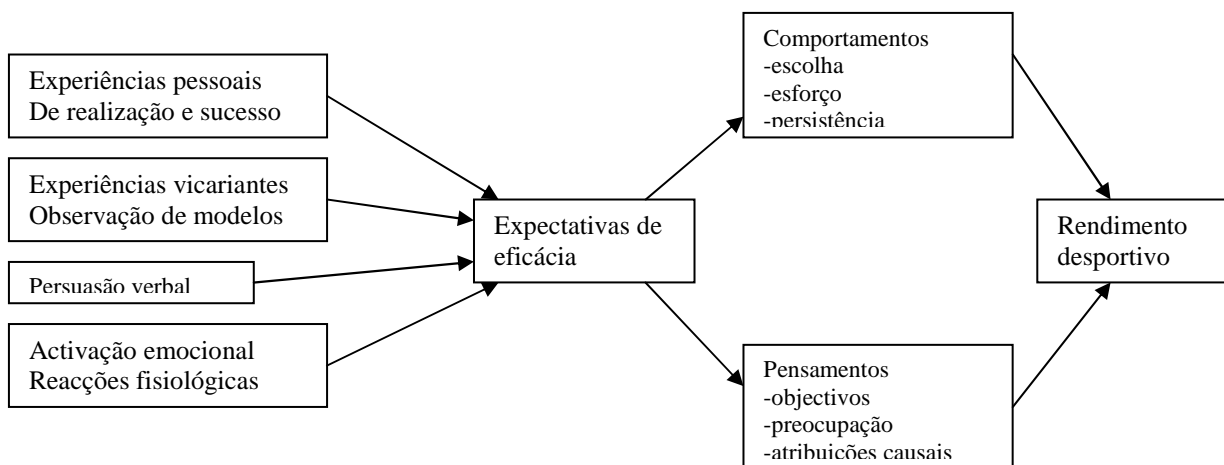 Experiências pessoais
De realização e sucesso
Experiências vicariantes
Observação de modelos
Persuasão verbal
Activação emocional
Reacções fisiológicas
Expectativas de
eficácia
Comportamentos
-escolha
-esforço
-persistência
Pensamentos
-objectivos
-preocupação
-atribuições causais
Rendimento
desportivo